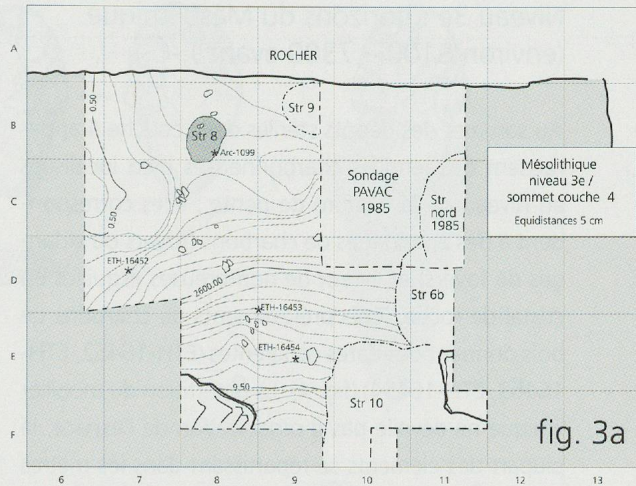 A
ROCHER
0.50
Str 9
B
Str 8
Arc-1099
Mésolithique
niveau 3e /
sommet couche 4
Equidistances 5 cm
Sondage
PAVAC
1985
Str
nord
1985
C
0.50
ETH-16452
D
2600.00
ETH-16453
Str 6b
ETH-16454
E
9.50
Str 10
F
fig. 3a
6 7 8 9 10 11 12 13